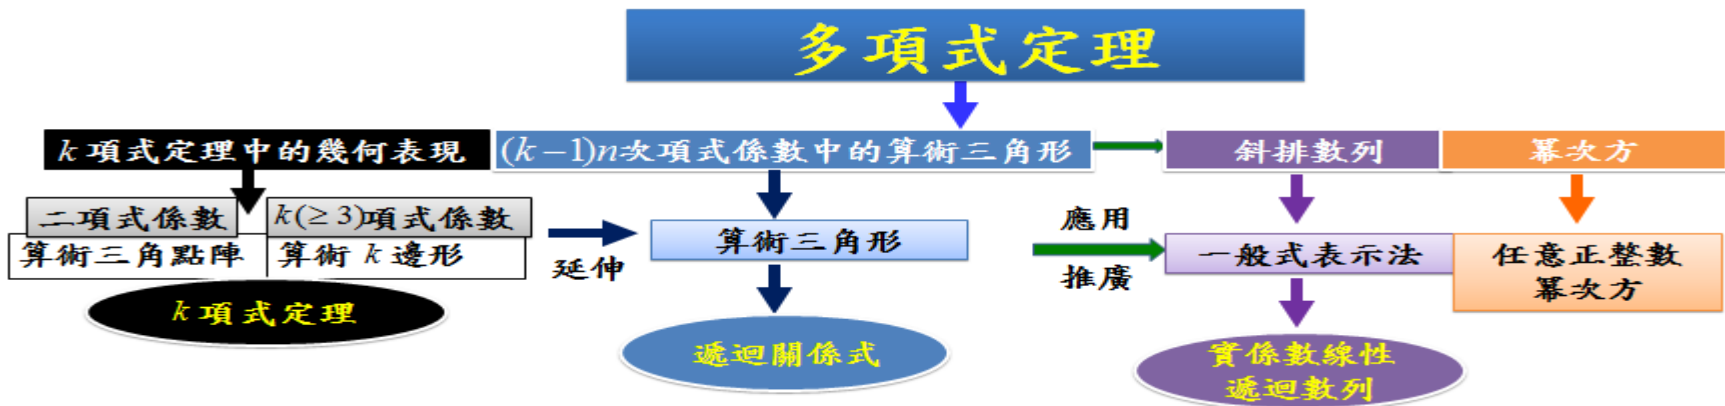 多項式定理
k 項式定理中的幾何表現
(k−1)n次項式係數中的算術三角形
斜排數列
冪次方
二項式係數
k(≥3)項式係數
算術三角點陣
算術 k 邊形
k 項式定理
延伸
算術三角形
遞迴關係式
應用
推廣
一般式表示法
實係數線性
遞迴數列
任意正整數
冪次方